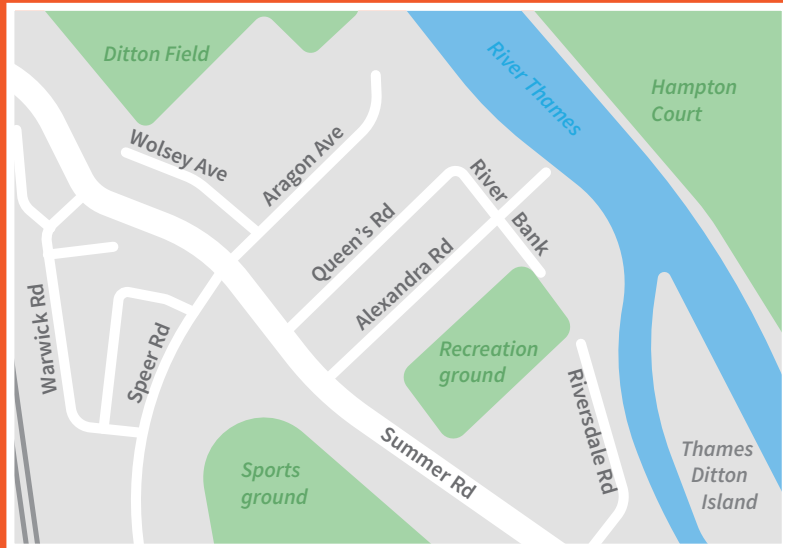 Ditton Field
River Thames
Hampton
Court
Wolsey Ave
Aragon Ave
River Bank
Queen's Rd
Alexandra Rd
Warwick Rd
Speer Rd
Recreation
ground
Riversdale Rd
Summer Rd
Sports
ground
Thames
Ditton
Island